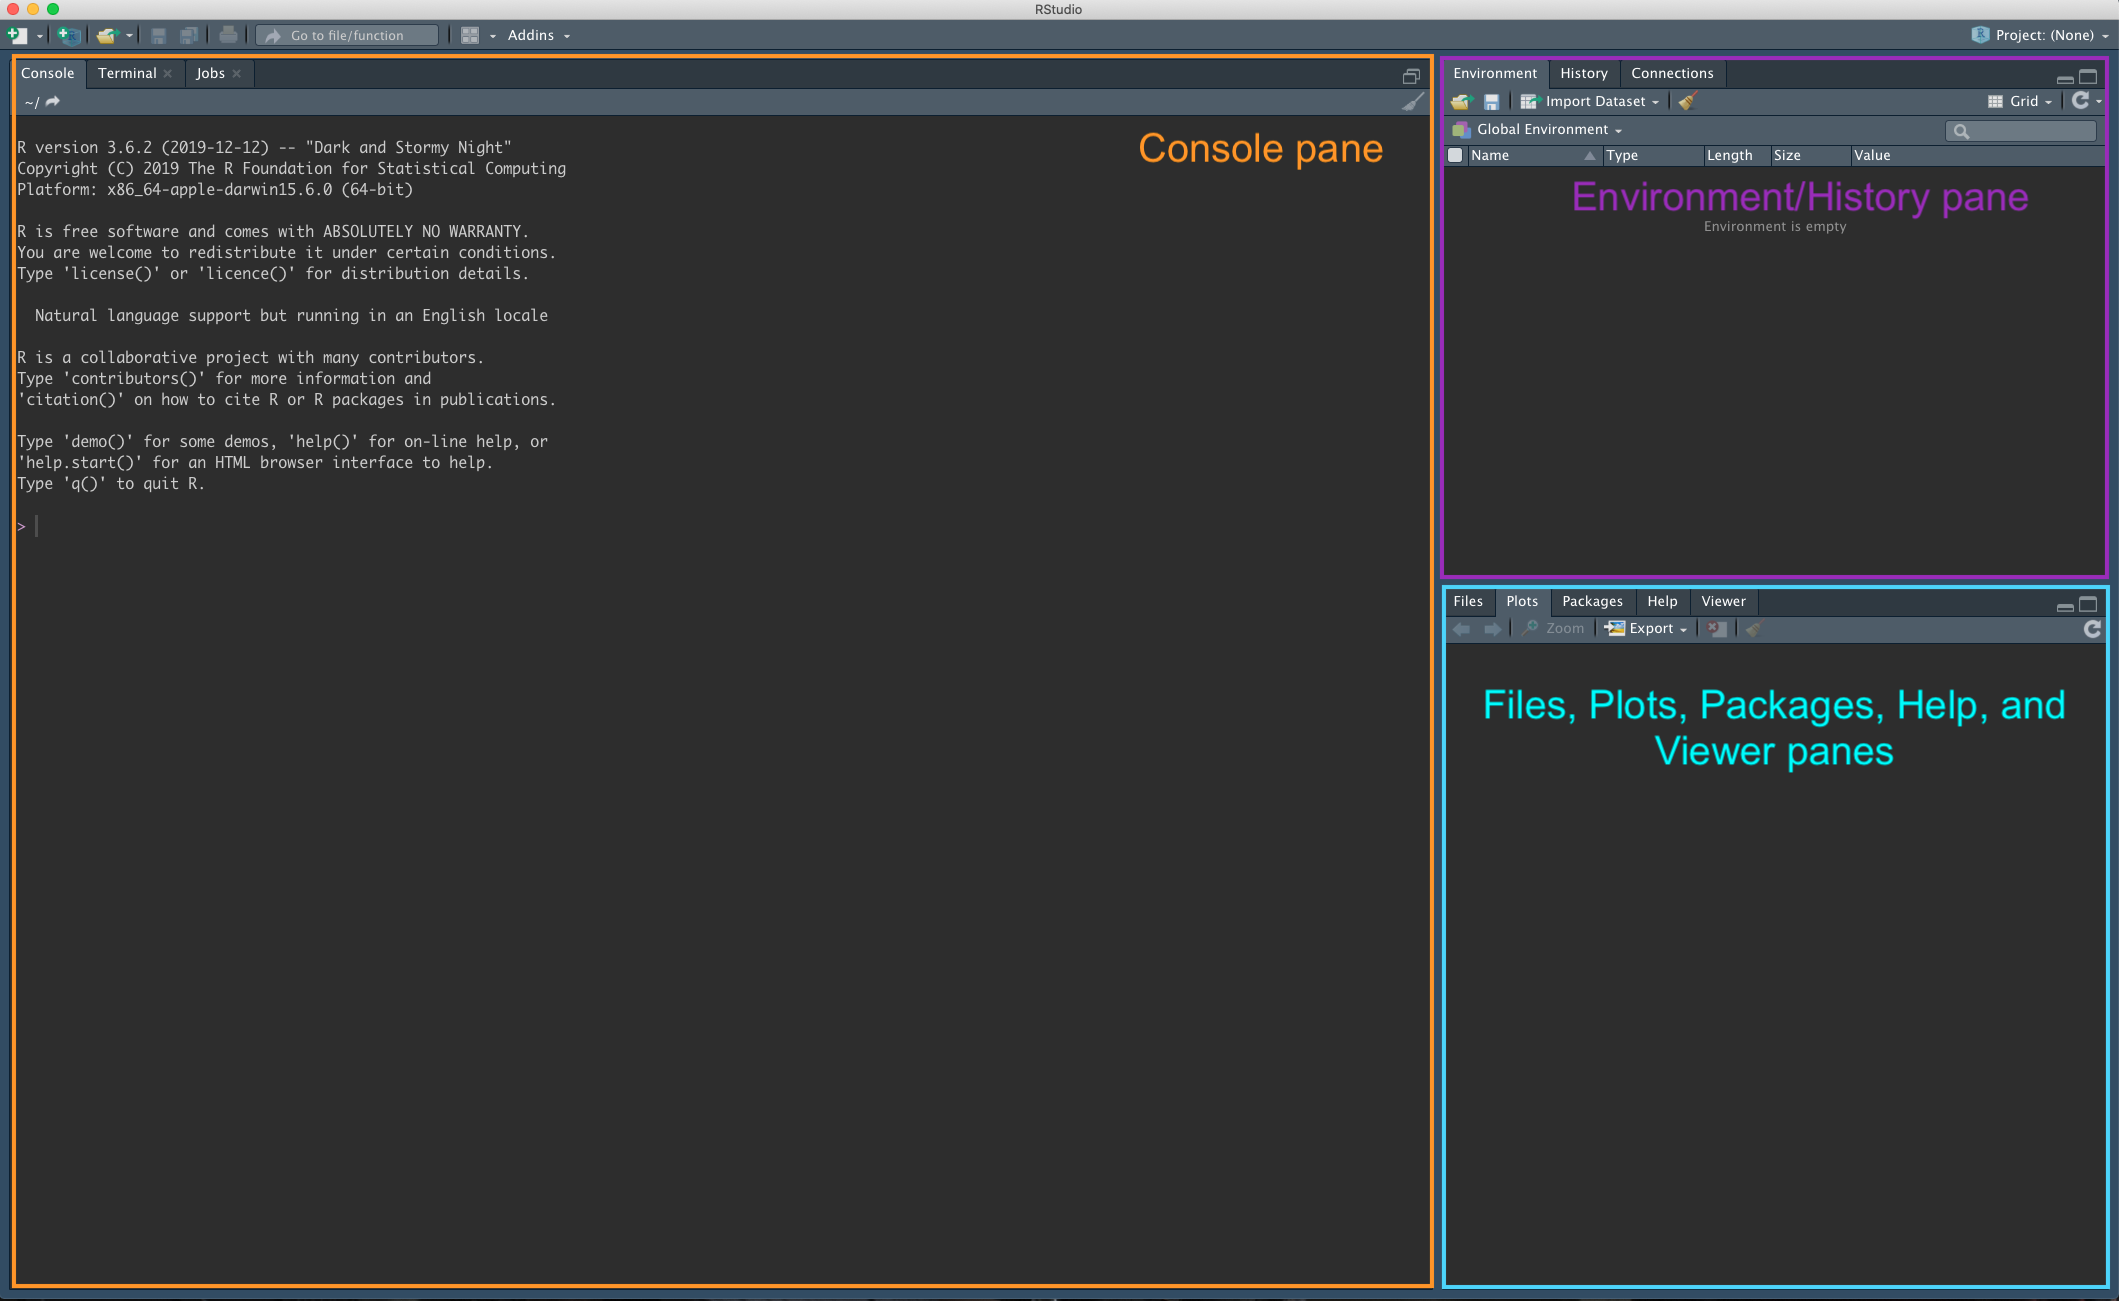 RStudio
Go to file/function
Addins
Project: (None)
Console Terminal Jobs
~/
Console pane
R version 3.6.2 (2019-12-12) -- "Dark and Stormy Night"
Copyright (C) 2019 The R Foundation for Statistical Computing
Platform: x86_64-apple-darwin15.6.0 (64-bit)
R is free software and comes with ABSOLUTELY NO WARRANTY.
You are welcome to redistribute it under certain conditions.
Type 'license()' or 'licence()' for distribution details.
Natural language support but running in an English locale
R is a collaborative project with many contributors.
Type 'contributors()' for more information and
'citation()' on how to cite R or R packages in publications.
Type 'demo()' for some demos, 'help()' for on-line help, or
'help.start()' for an HTML browser interface to help.
Type 'q()' to quit R.
>
Environment History Connections
Import Dataset Grid
Global Environment
Name Type Length Size Value
Environment/History pane
Environment is empty
Files Plots Packages Help Viewer
Zoom Export
Files, Plots, Packages, Help, and
Viewer panes